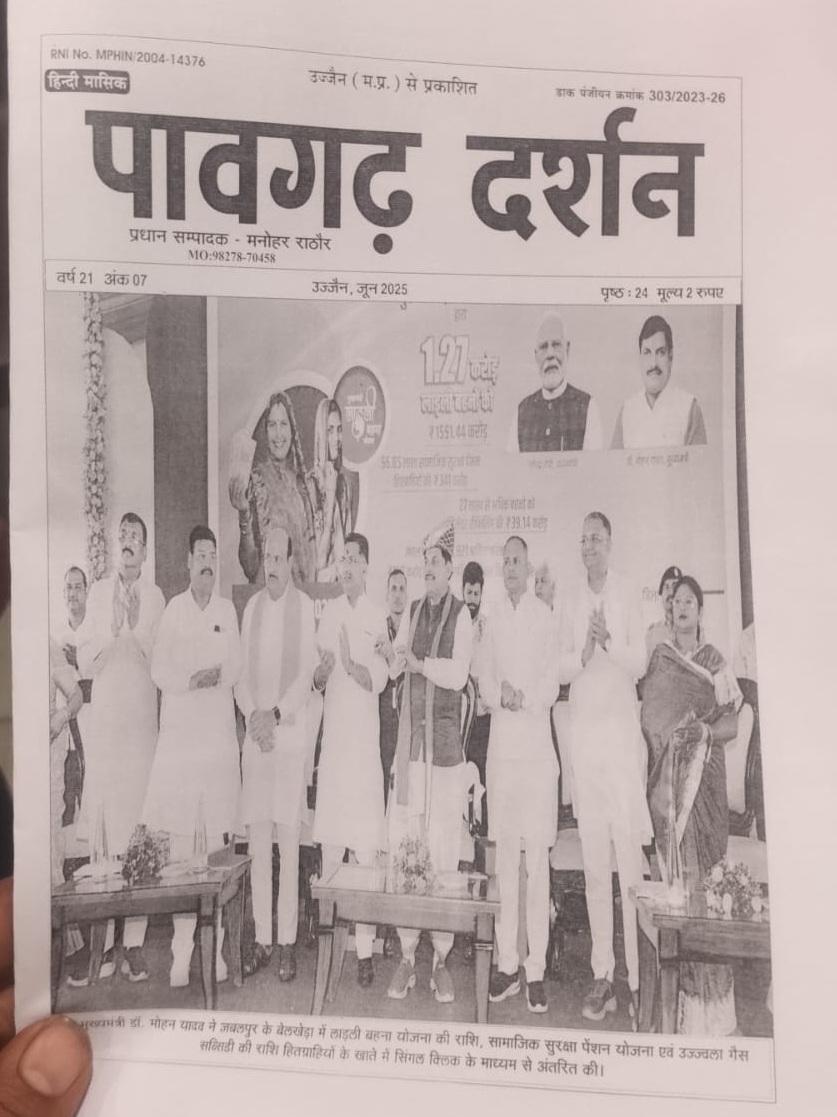 RNI No. MPHIN/2004-14376
हिन्दी मासिक
उज्जैन ( म.प्र. ) से प्रकाशित
डाक पंजीयन क्रमांक 303/2023-26
पावगढ़ दर्शन
प्रधान सम्पादक - मनोहर राठौर
MO:98278-70458
वर्ष 21 अंक 07
उज्जैन, जून 2025
पृष्ठ : 24 मूल्य 2 रुपए
द्वारा
1.27 करोड़
लाड़ली बहनों को
₹1551.44 करोड़
56.85 लाख सामाजिक सुरक्षा पेंशन
हितग्राहियों को ₹ 341 करोड़
27 लाख से अधिक बहनों को
₹39.14 करोड़
मुख्यमंत्री डॉ. मोहन यादव ने जबलपुर के बेलखेड़ा में लाड़ली बहना योजना की राशि, सामाजिक सुरक्षा पेंशन योजना एवं उज्ज्वला गैस
सब्सिडी की राशि हितग्राहियों के खाते में सिंगल क्लिक के माध्यम से अंतरित की।